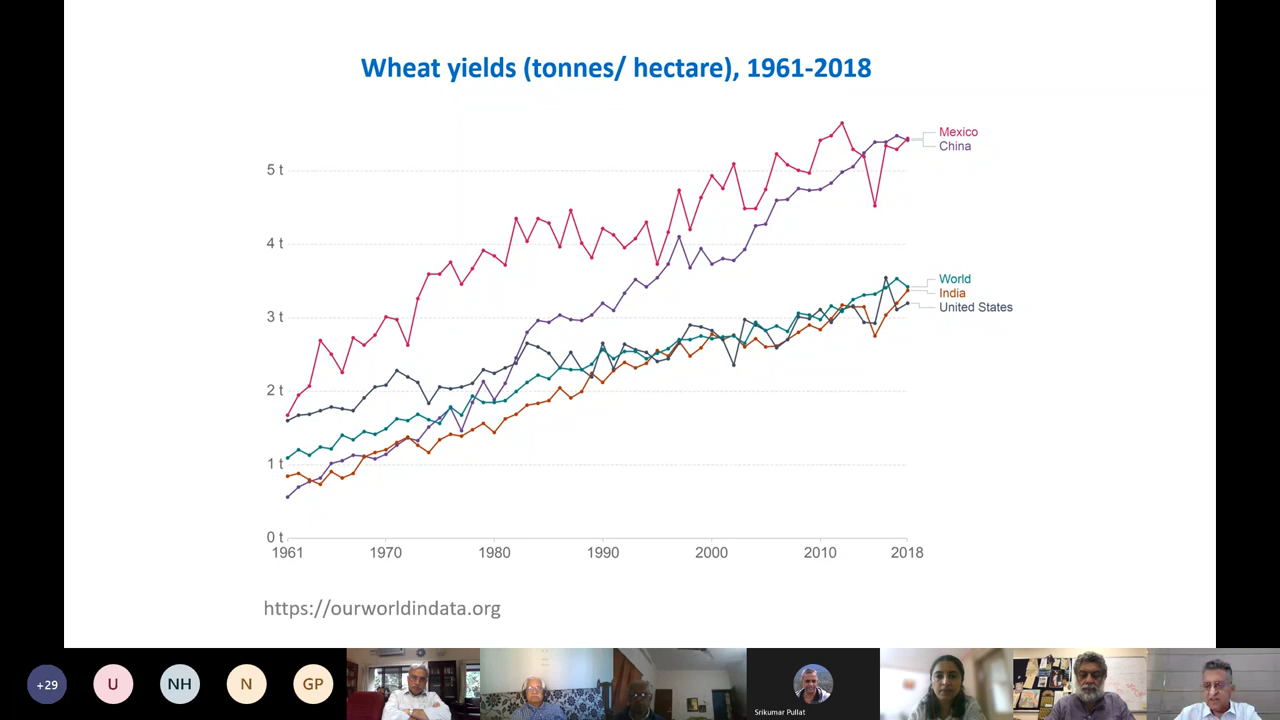 Wheat yields (tonnes/ hectare), 1961-2018
Mexico
China
5 t
4 t
World
India
United States
3 t
2 t
1 t
0 t
1961 1970 1980 1990 2000 2010 2018
https://ourworldindata.org
+29 U NH N GP
Srikumar Pullat